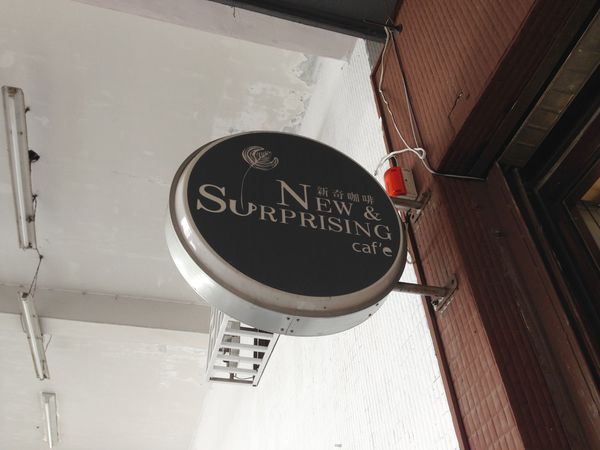 新奇咖啡
NEW &
SURPRISING
caf'e